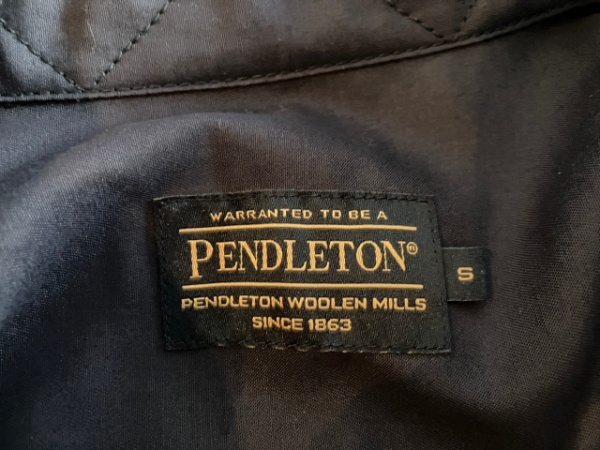 WARRANTED TO BE A
PENDLETON®
PENDLETON WOOLEN MILLS
SINCE 1863
S